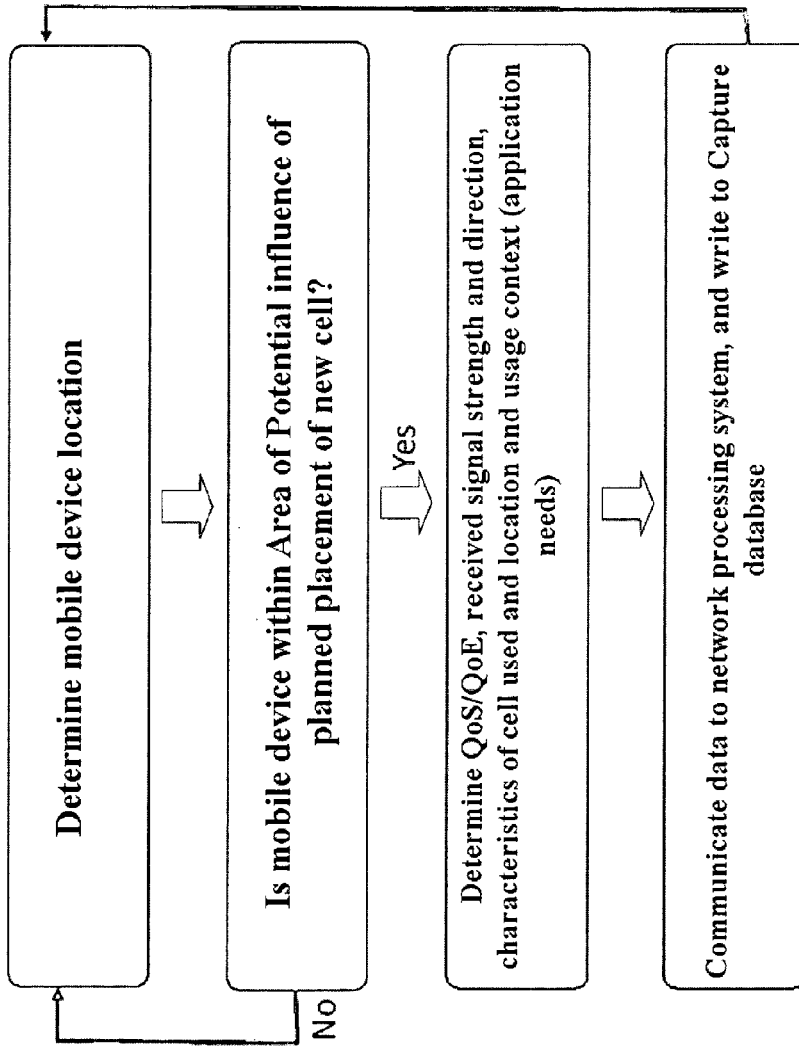 Determine mobile device location
Is mobile device within Area of Potential influence of
planned placement of new cell?
No
Yes
Determine QoS/QoE, received signal strength and direction,
characteristics of cell used and location and usage context (application
needs)
Communicate data to network processing system, and write to Capture
database